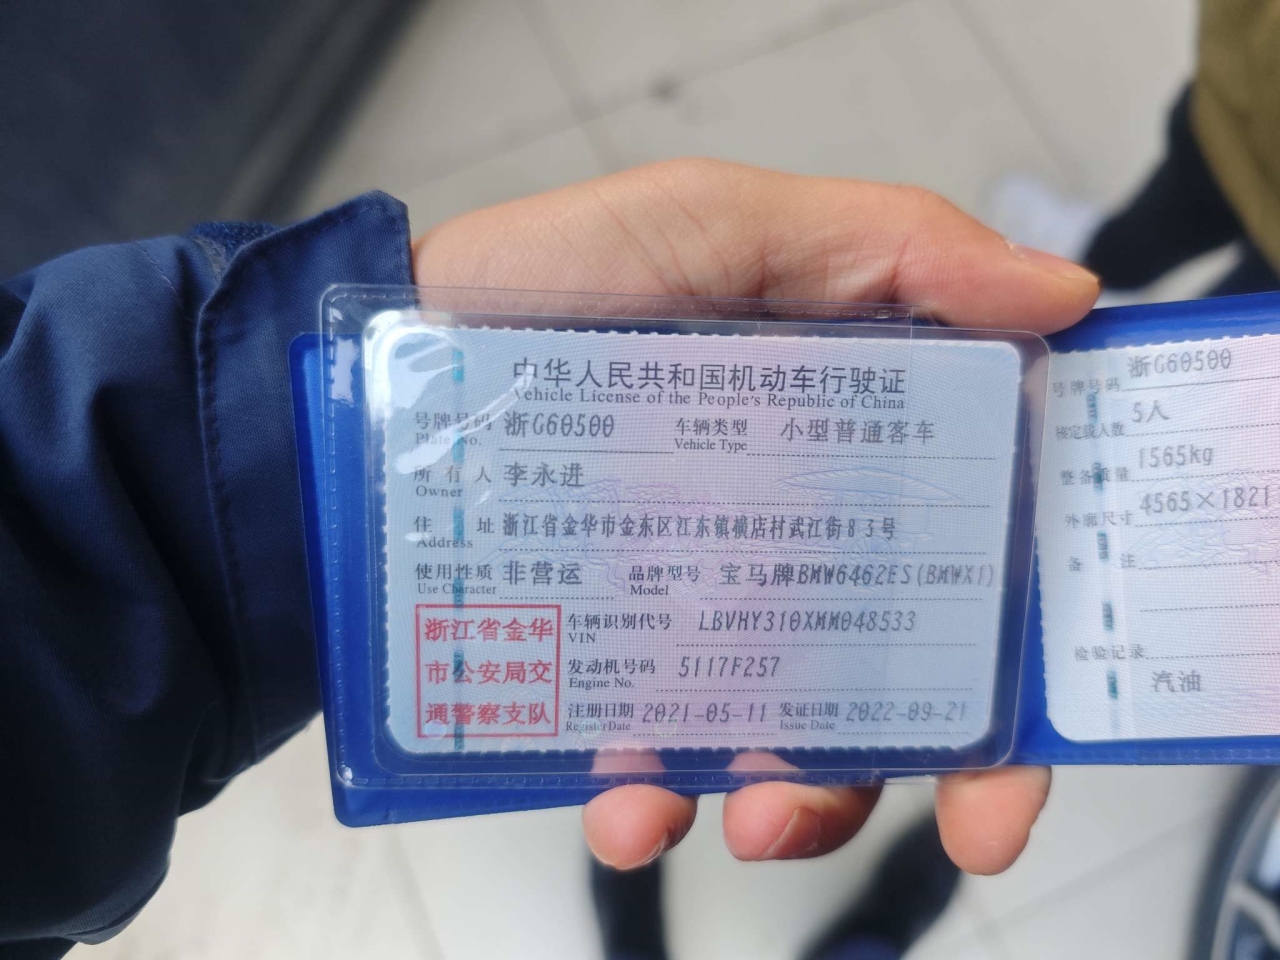 中华人民共和国机动车行驶证
Vehicle License of the People's Republic of China
号牌号码 浙G60500 车辆类型 小型普通客车
Plate No. Vehicle Type
所有人 李永进
Owner
住址 浙江省金华市金东区江东镇横店村武江街83号
Address
使用性质 非营运 品牌型号 宝马牌BMW6462ES(BMWX1)
Use Character Model
浙江省金华
市公安局交
通警察支队
车辆识别代号 LBVHY310XMM048533
VIN
发动机号码 5117F257
Engine No.
注册日期 2021-05-11 发证日期 2022-09-21
Register Date Issue Date
号牌号码 浙G60500
核定载人数 5人
整备质量 1565kg
外廓尺寸 4565×1821
备注
检验记录
汽油